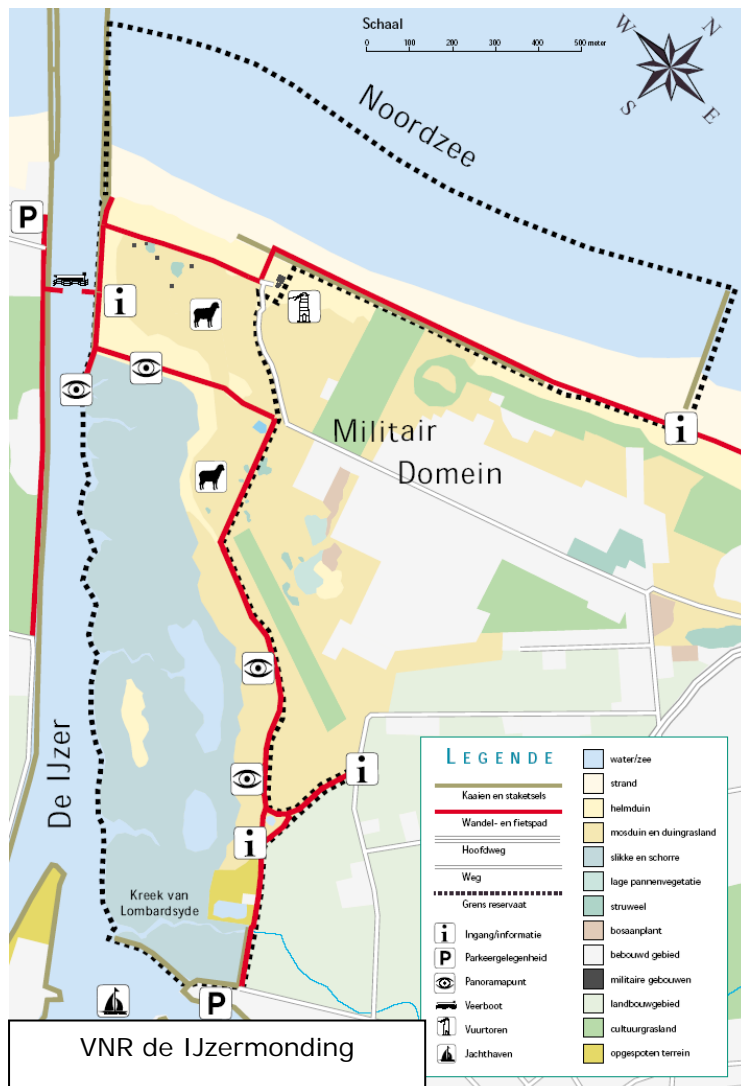 Schaal
0 100 200 300 400 500 meter
W N
S E
Noordzee
P
i
Militair
Domein
i
De IJzer
i
i
Kreek van
Lombardsyde
P
LEGENDE
Kaaien en staketsels
Wandel- en fietspad
Hoofdweg
Weg
Grens reservaat
i Ingang/informatie
P Parkeergelegenheid
Panoramapunt
Veerboot
Vuurtoren
Jachthaven
water/zee
strand
helmduin
mosduin en duingrasland
slikke en schorre
lage pannenvegetatie
struweel
bosaanplant
bebouwd gebied
militaire gebouwen
landbouwgebied
cultuurgrasland
opgespoten terrein
VNR de IJzermonding